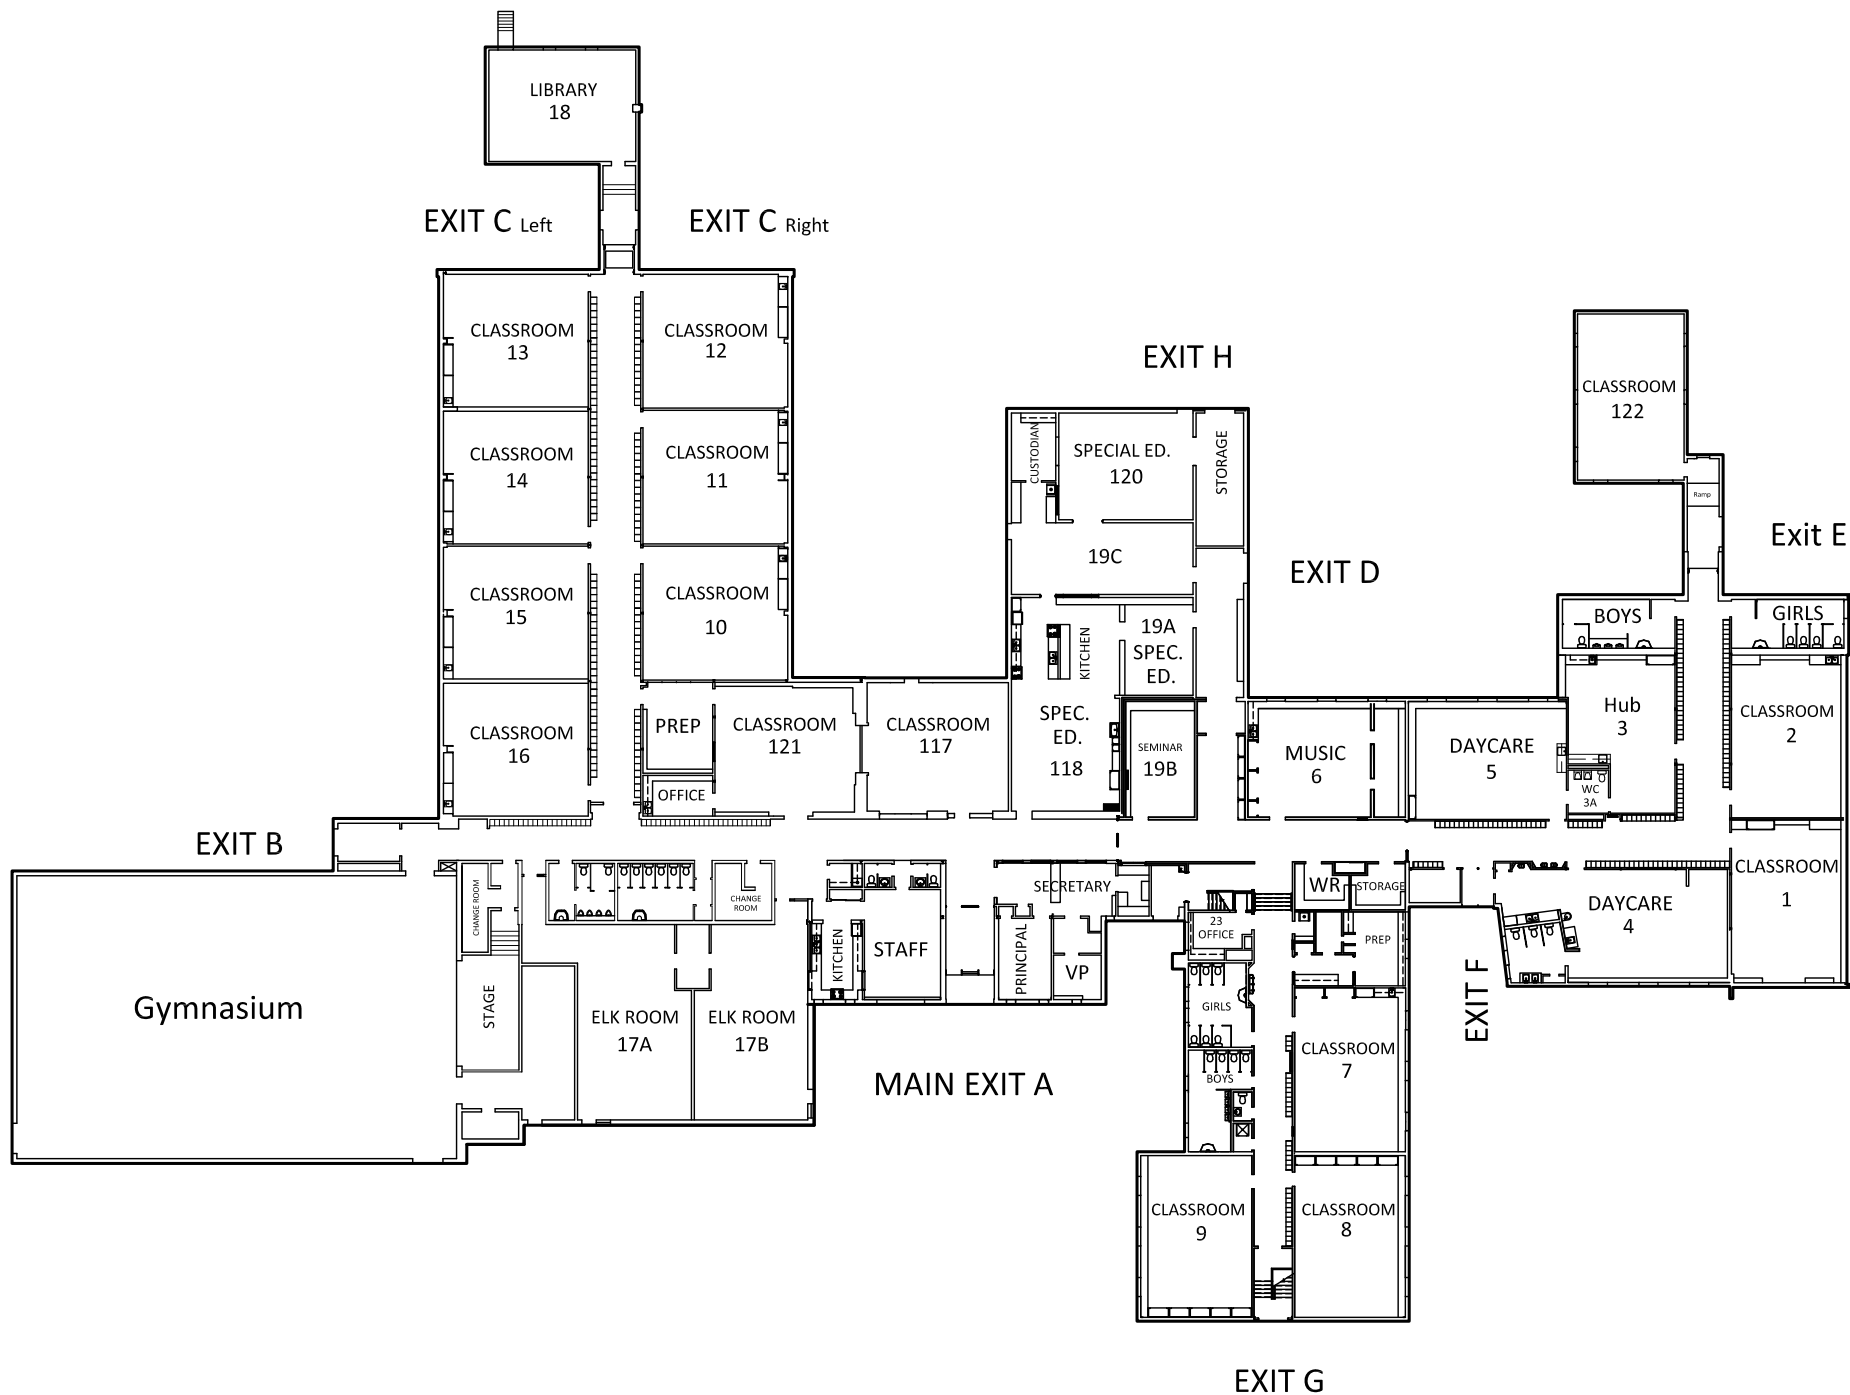 LIBRARY
18
EXIT C Left
EXIT C Right
CLASSROOM
13
CLASSROOM
12
EXIT H
CLASSROOM
122
CLASSROOM
14
CLASSROOM
11
CUSTODIAN
SPECIAL ED.
120
STORAGE
Ramp
Exit E
19C
EXIT D
CLASSROOM
15
CLASSROOM
10
KITCHEN
19A
SPEC.
ED.
BOYS
GIRLS
CLASSROOM
16
PREP
OFFICE
CLASSROOM
121
CLASSROOM
117
SPEC.
ED.
118
SEMINAR
19B
MUSIC
6
DAYCARE
5
Hub
3
WC
3A
CLASSROOM
2
EXIT B
CHANGE ROOM
CHANGE
ROOM
SECRETARY
WR
STORAGE
CLASSROOM
1
DAYCARE
4
KITCHEN
STAFF
PRINCIPAL
VP
23
OFFICE
PREP
Gymnasium
STAGE
ELK ROOM
17A
ELK ROOM
17B
GIRLS
EXIT F
MAIN EXIT A
BOYS
CLASSROOM
7
CLASSROOM
9
CLASSROOM
8
EXIT G